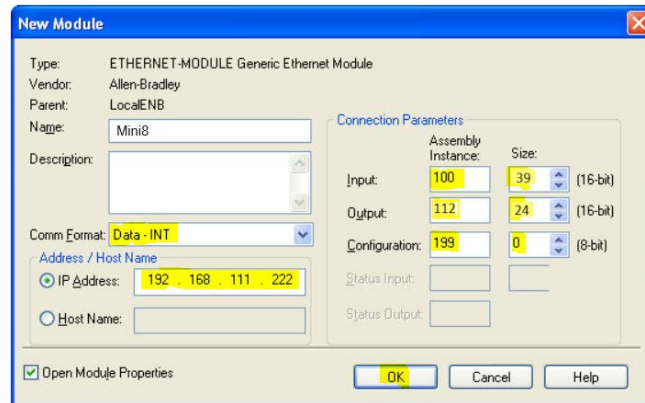 New Module
Type: ETHERNET-MODULE Generic Ethernet Module
Vendor: Allen-Bradley
Parent: LocalENB
Name: Mini8
Description:
Comm Format: Data - INT
Address / Host Name
IP Address: 192 . 168 . 111 . 222
Host Name:
Connection Parameters
Assembly
Instance: Size:
Input: 100 39 (16-bit)
Output: 112 24 (16-bit)
Configuration: 199 0 (8-bit)
Status Input:
Status Output:
Open Module Properties
OK Cancel Help